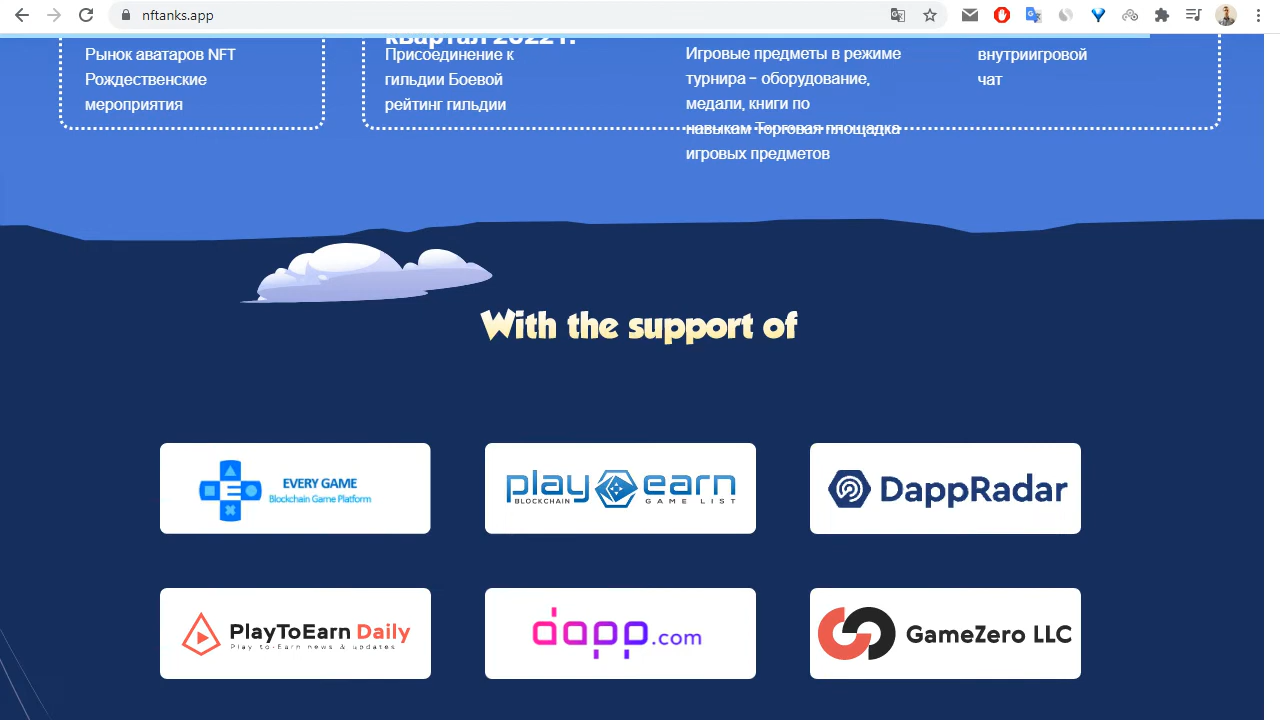 nftanks.app
квартал 2022г.
Рынок аватаров NFT
Рождественские
мероприятия
Присоединение к
гильдии Боевой
рейтинг гильдии
Игровые предметы в режиме
турнира – оборудование,
медали, книги по
навыкам Торговая площадка
игровых предметов
внутриигровой
чат
With the support of
E
EVERY GAME
Blockchain Game Platform
play earn
BLOCKCHAIN GAME LIST
DappRadar
PlayToEarn Daily
Play to-Earn news & updates
dapp.com
GameZero LLC